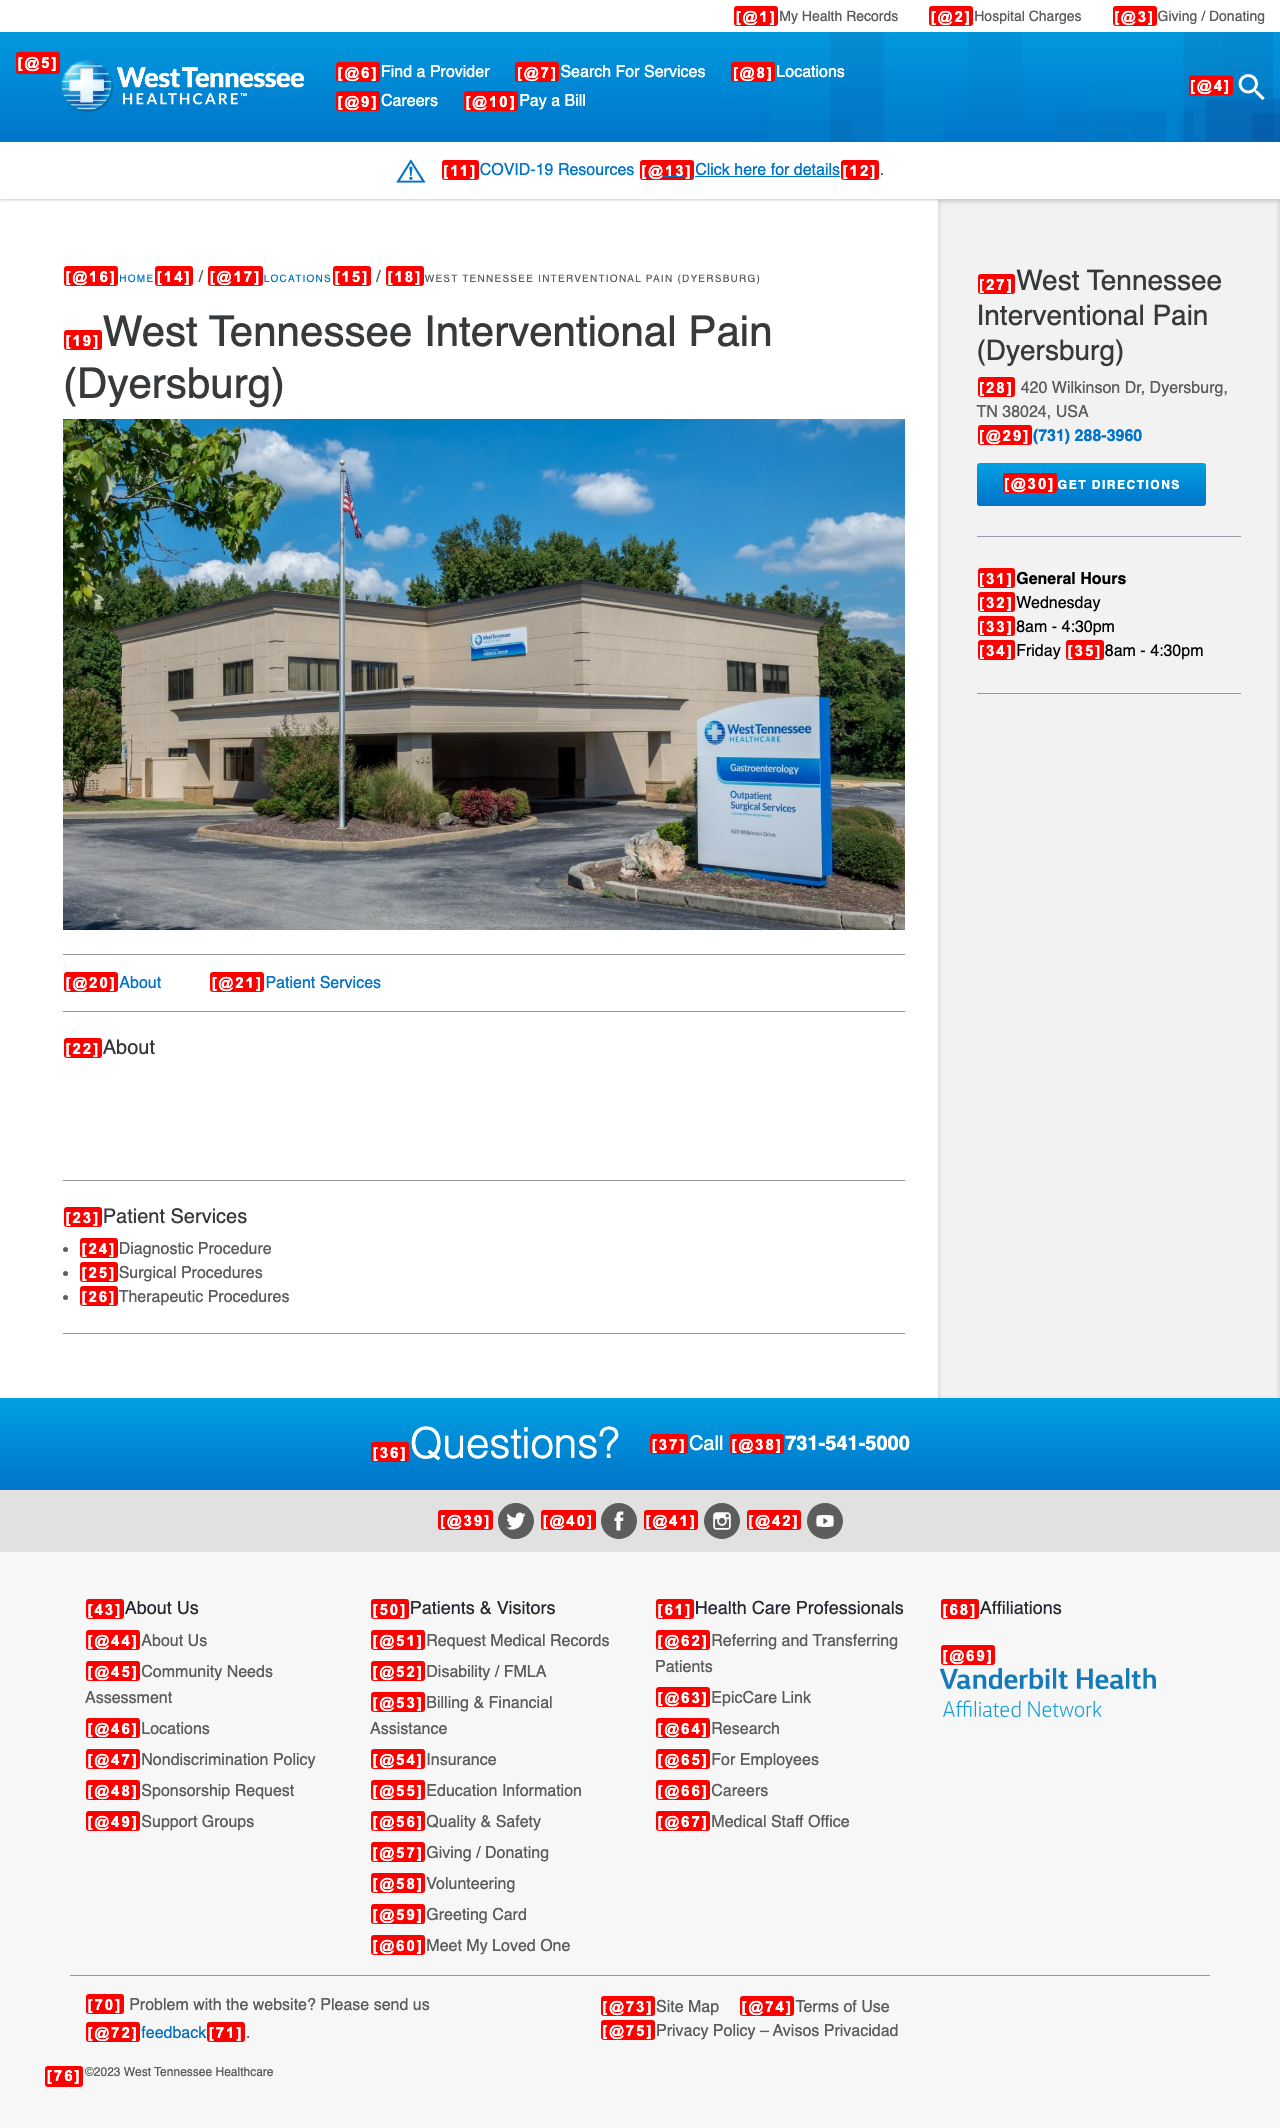 [@1]My Health Records [@2]Hospital Charges [@3]Giving / Donating
[@5] West Tennessee HEALTHCARE™
[@6]Find a Provider [@7]Search For Services [@8]Locations
[@9]Careers [@10]Pay a Bill
[@4]
[11]COVID-19 Resources [@13]Click here for details[12].
[@16]HOME[14] / [@17]LOCATIONS[15] / [18]WEST TENNESSEE INTERVENTIONAL PAIN (DYERSBURG)
[19]West Tennessee Interventional Pain
(Dyersburg)
West Tennessee
HEALTHCARE
MEDICAL GROUP
420
West Tennessee
HEALTHCARE
Gastroenterology
Outpatient
Surgical Services
420 Wilkinson Drive
[@20]About [@21]Patient Services
[22]About
[23]Patient Services
• [24]Diagnostic Procedure
• [25]Surgical Procedures
• [26]Therapeutic Procedures
[27]West Tennessee
Interventional Pain
(Dyersburg)
[28] 420 Wilkinson Dr, Dyersburg,
TN 38024, USA
[@29](731) 288-3960
[@30]GET DIRECTIONS
[31]General Hours
[32]Wednesday
[33]8am - 4:30pm
[34]Friday [35]8am - 4:30pm
[36]Questions? [37]Call [@38]731-541-5000
[@39] [@40] [@41] [@42]
[43]About Us
[@44]About Us
[@45]Community Needs
Assessment
[@46]Locations
[@47]Nondiscrimination Policy
[@48]Sponsorship Request
[@49]Support Groups
[50]Patients & Visitors
[@51]Request Medical Records
[@52]Disability / FMLA
[@53]Billing & Financial
Assistance
[@54]Insurance
[@55]Education Information
[@56]Quality & Safety
[@57]Giving / Donating
[@58]Volunteering
[@59]Greeting Card
[@60]Meet My Loved One
[61]Health Care Professionals
[@62]Referring and Transferring
Patients
[@63]EpicCare Link
[@64]Research
[@65]For Employees
[@66]Careers
[@67]Medical Staff Office
[68]Affiliations
[@69]
Vanderbilt Health
Affiliated Network
[70] Problem with the website? Please send us
[@72]feedback[71].
[@73]Site Map [@74]Terms of Use
[@75]Privacy Policy – Avisos Privacidad
[76]©2023 West Tennessee Healthcare